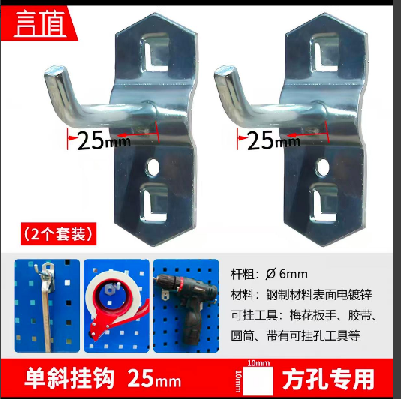 言值
25mm
25mm
(2个套装)
杆粗：Ø 6mm
材料：钢制材料表面电镀锌
可挂工具：梅花扳手、胶带、
圆筒、带有可挂孔工具等
单斜挂钩 25mm
10mm
10mm
方孔专用